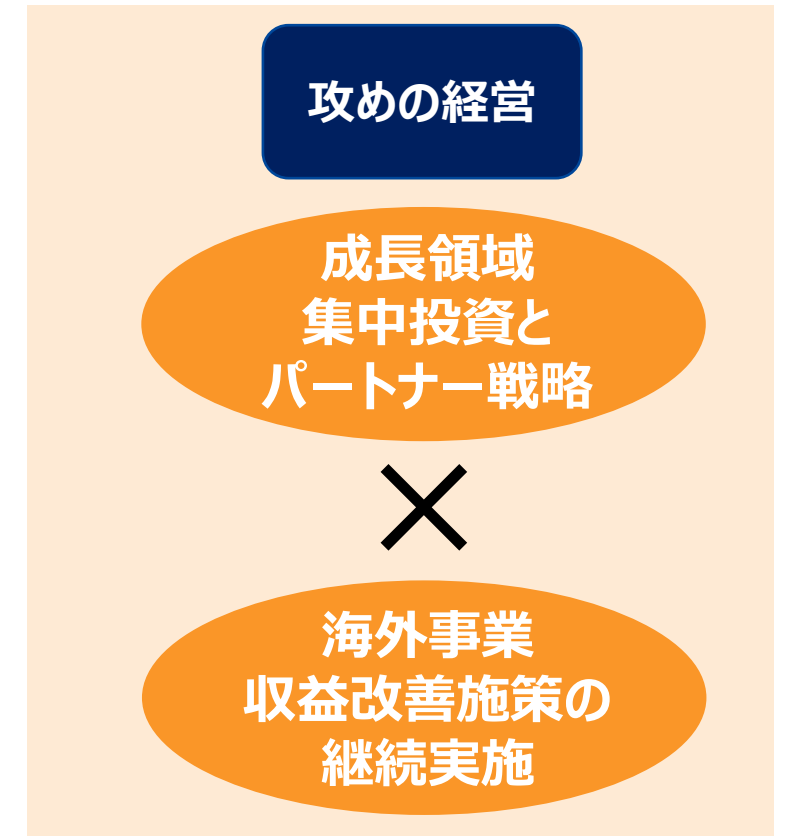 攻めの経営
成長領域
集中投資と
パートナー戦略
×
海外事業
収益改善施策の
継続実施